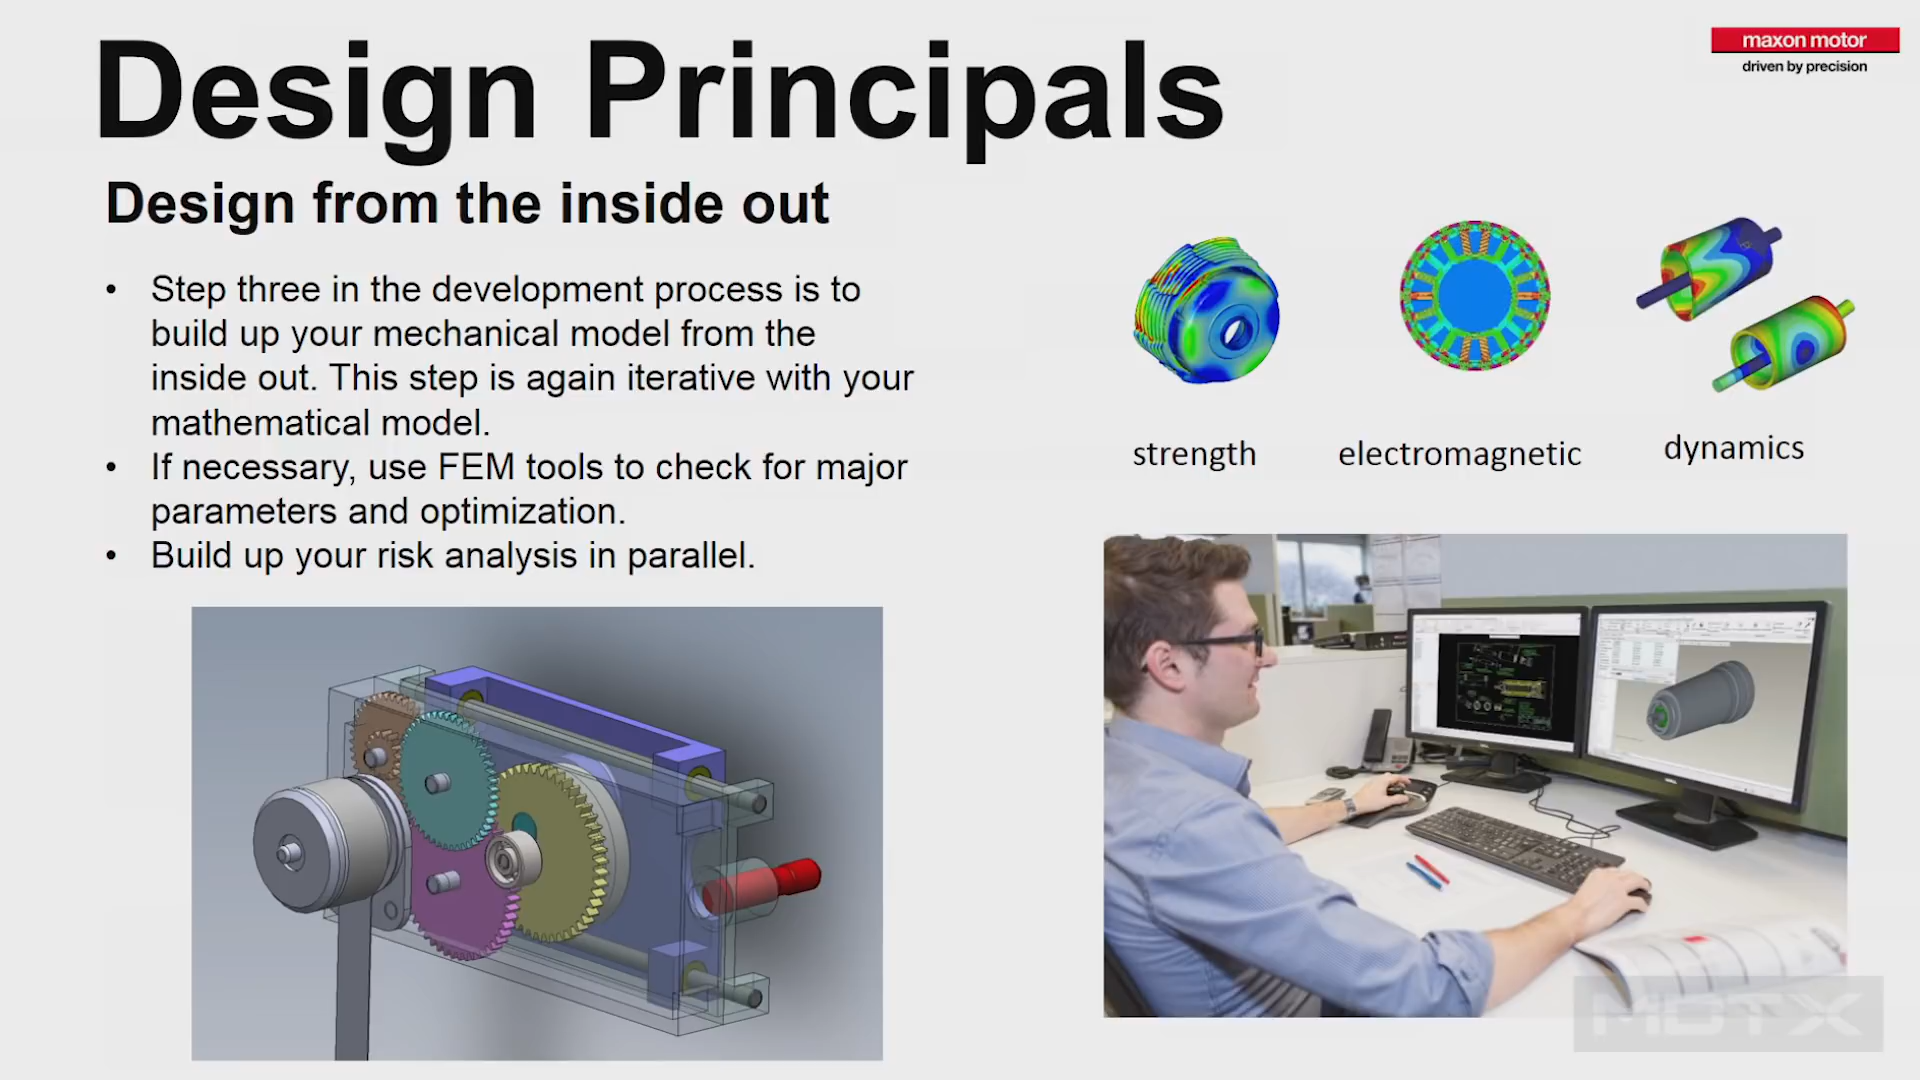 Design Principals
maxon motor
driven by precision
Design from the inside out
• Step three in the development process is to
build up your mechanical model from the
inside out. This step is again iterative with your
mathematical model.
• If necessary, use FEM tools to check for major
parameters and optimization.
• Build up your risk analysis in parallel.
strength
electromagnetic
dynamics
MDTX